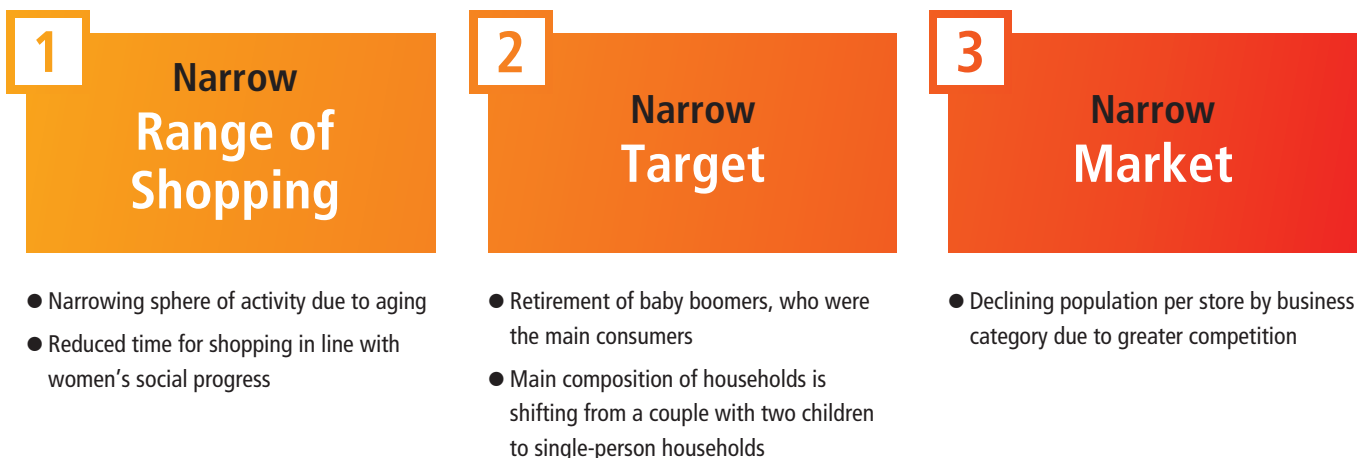 1
Narrow
Range of
Shopping
● Narrowing sphere of activity due to aging
● Reduced time for shopping in line with
women's social progress
2
Narrow
Target
● Retirement of baby boomers, who were
the main consumers
● Main composition of households is
shifting from a couple with two children
to single-person households
3
Narrow
Market
● Declining population per store by business
category due to greater competition